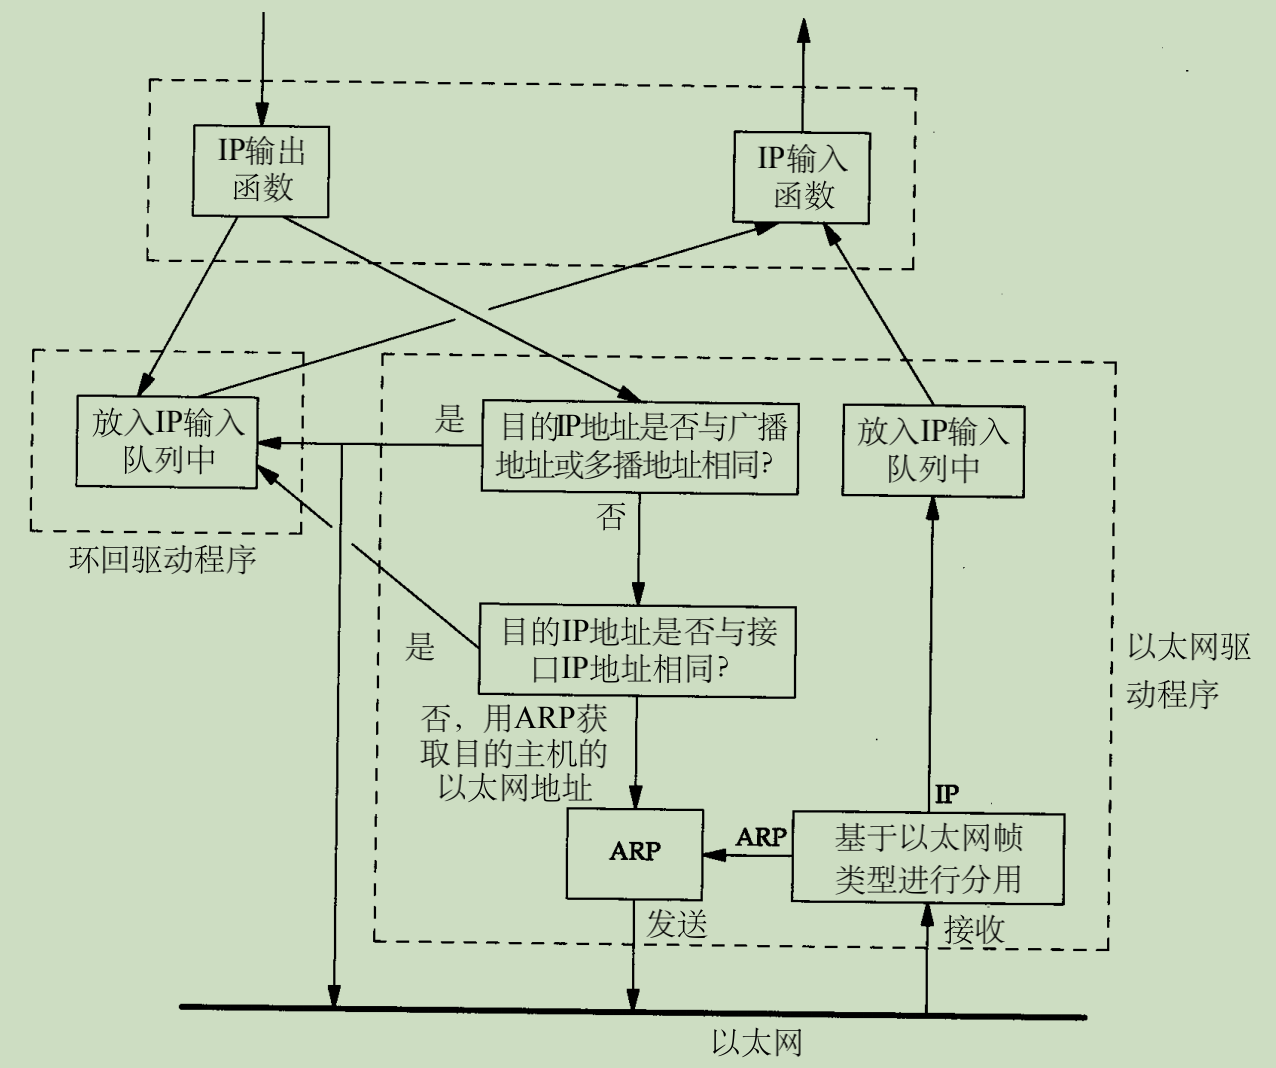 IP输出
函数
IP输入
函数
放入IP输入
队列中
环回驱动程序
是
目的IP地址是否与广播
地址或多播地址相同?
放入IP输入
队列中
否
是
目的IP地址是否与接
口IP地址相同?
以太网驱
动程序
否，用ARP获
取目的主机的
以太网地址
IP
ARP
ARP
基于以太网帧
类型进行分用
发送
接收
以太网